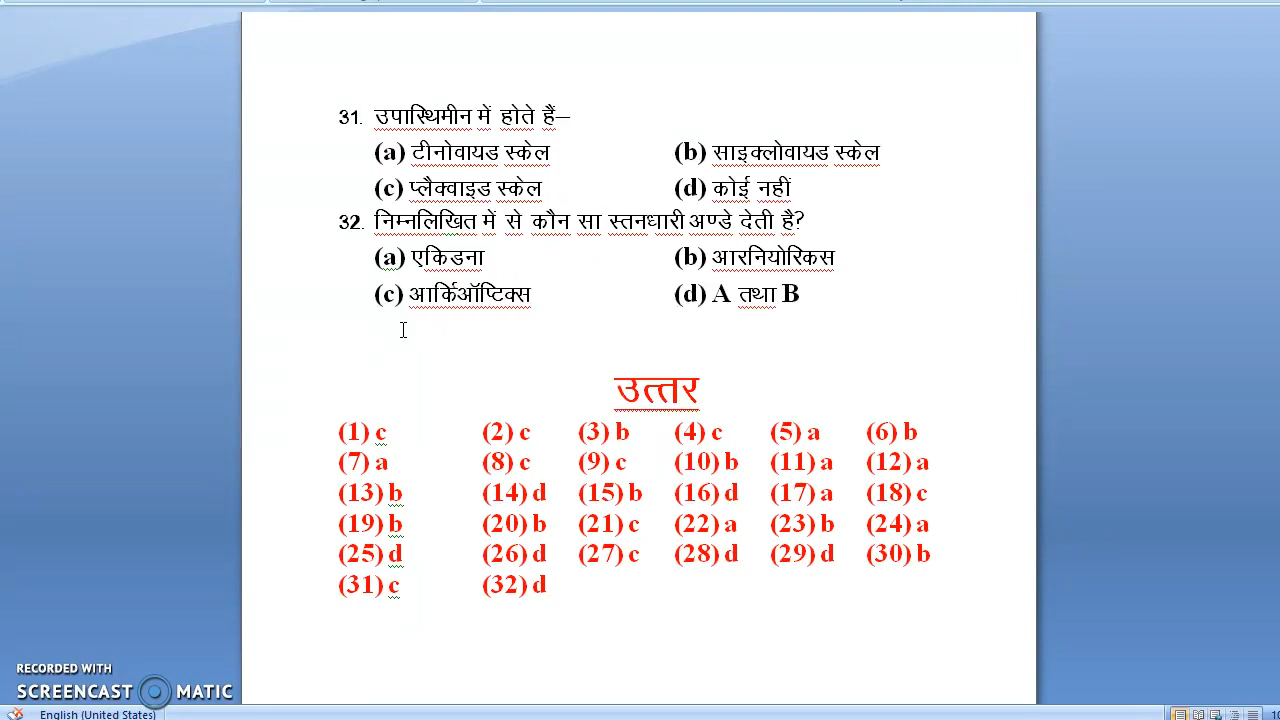 31. उपास्थिमीन में होते हैं–
(a) टीनोवायड स्केल (b) साइक्लोवायड स्केल
(c) प्लैक्वाइड स्केल (d) कोई नहीं
32. निम्नलिखित में से कौन सा स्तनधारी अण्डे देती है?
(a) एकिडना (b) आरनियोरिकस
(c) आर्किऑप्टिक्स (d) A तथा B
उत्तर
(1) c (2) c (3) b (4) c (5) a (6) b
(7) a (8) c (9) c (10) b (11) a (12) a
(13) b (14) d (15) b (16) d (17) a (18) c
(19) b (20) b (21) c (22) a (23) b (24) a
(25) d (26) d (27) c (28) d (29) d (30) b
(31) c (32) d
RECORDED WITH
SCREENCAST MATIC
English (United States)